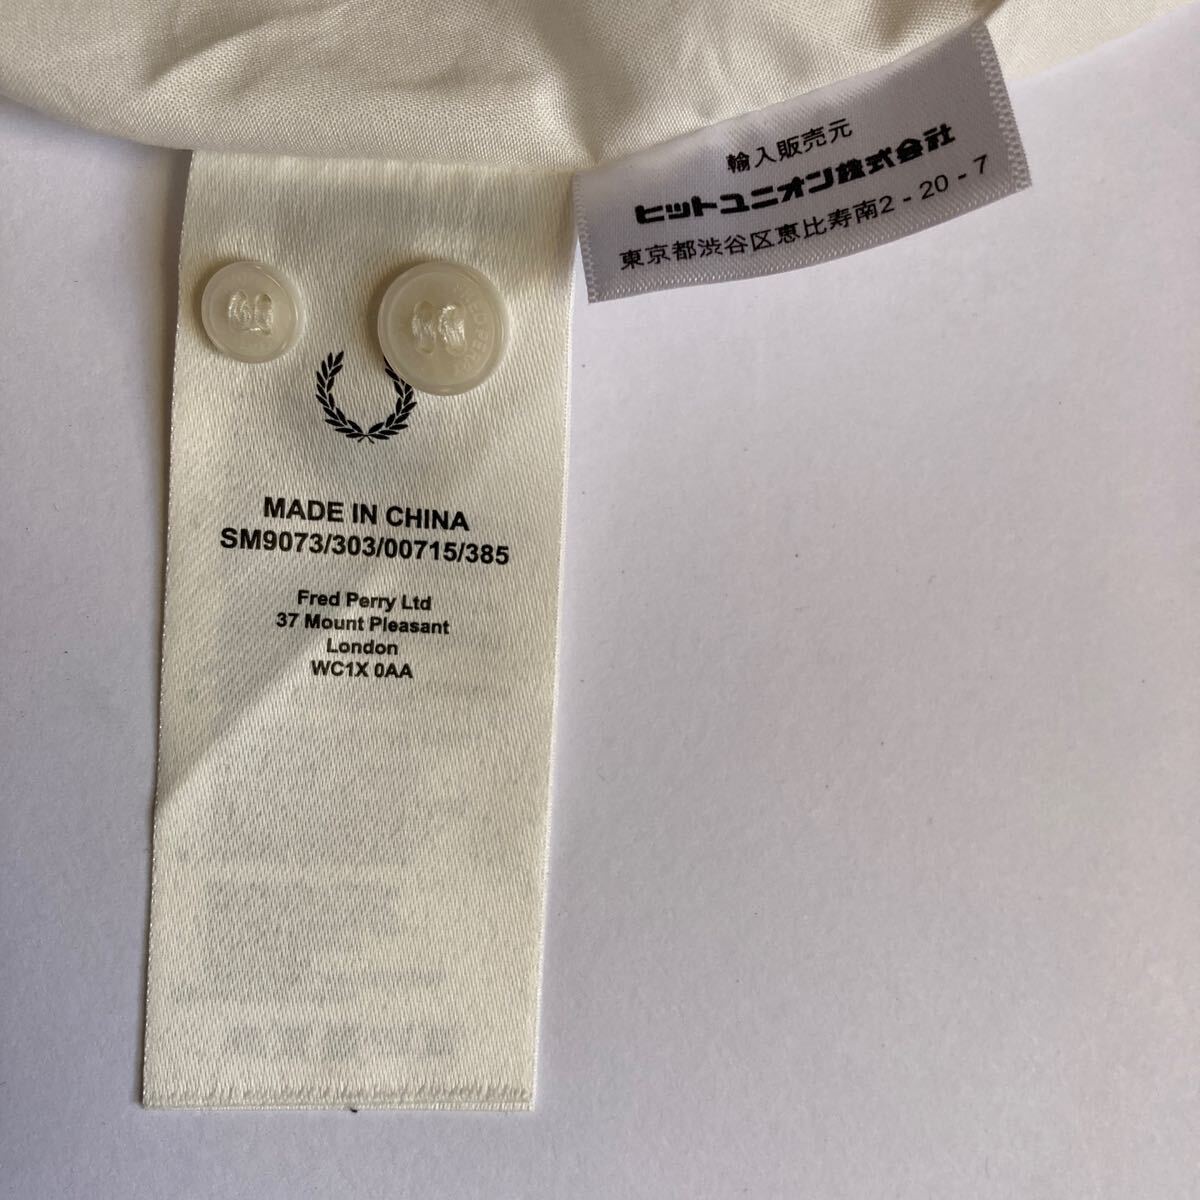 輸入販売元
ヒットユニオン株式会社
東京都渋谷区恵比寿南2-20-7
FRED PERRY
MADE IN CHINA
SM9073/303/00715/385
Fred Perry Ltd
37 Mount Pleasant
London
WC1X 0AA